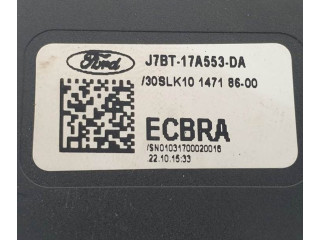 Ford
J7BT-17A553-DA
/30SLK10 1471 86-00
ECBRA
/SN01031700020016
22.10.15:33